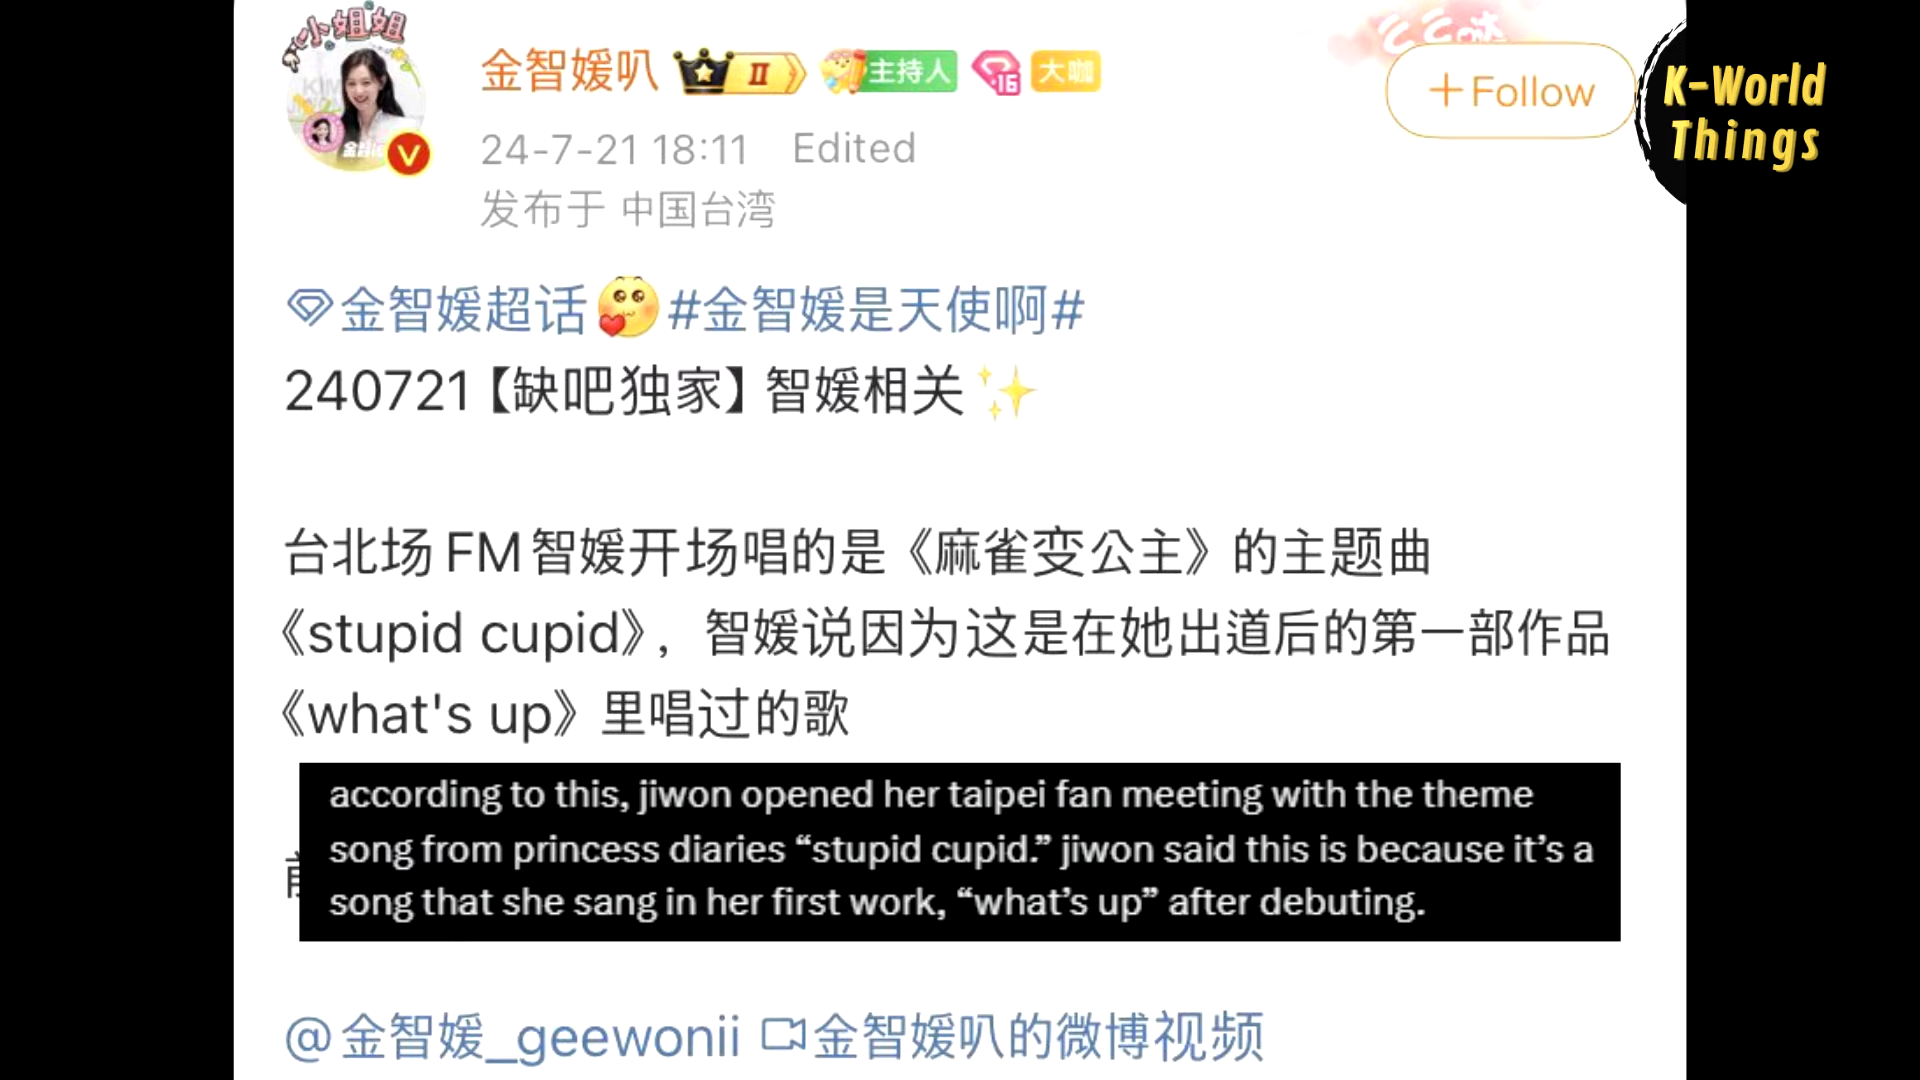 小姐姐
金智媛叭
II
主持人
16
大咖
+Follow
K-World
Things
24-7-21 18:11 Edited
发布于 中国台湾
金智媛超话 #金智媛是天使啊#
240721【缺吧独家】智媛相关✨
台北场 FM 智媛开场唱的是《麻雀变公主》的主题曲
《stupid cupid》，智媛说因为这是在她出道后的第一部作品
《what's up》里唱过的歌
according to this, jiwon opened her taipei fan meeting with the theme
song from princess diaries “stupid cupid.” jiwon said this is because it’s a
song that she sang in her first work, “what’s up” after debuting.
@金智媛_geewonii 金智媛叭的微博视频